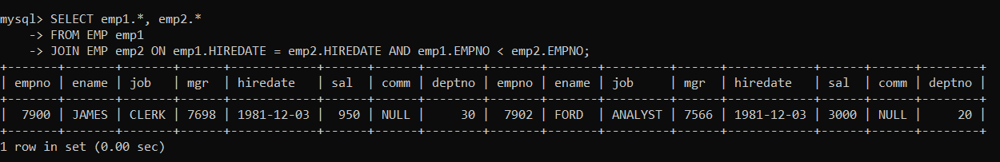 mysql> SELECT emp1.*, emp2.*
    -> FROM EMP emp1
    -> JOIN EMP emp2 ON emp1.HIREDATE = emp2.HIREDATE AND emp1.EMPNO < emp2.EMPNO;
+-------+-------+-------+------+------------+------+------+--------+-------+-------+---------+------+------------+------+------+--------+
| empno | ename | job   | mgr  | hiredate   | sal  | comm | deptno | empno | ename | job     | mgr  | hiredate   | sal  | comm | deptno |
+-------+-------+-------+------+------------+------+------+--------+-------+-------+---------+------+------------+------+------+--------+
|  7900 | JAMES | CLERK | 7698 | 1981-12-03 |  950 | NULL |     30 |  7902 | FORD  | ANALYST | 7566 | 1981-12-03 | 3000 | NULL |     20 |
+-------+-------+-------+------+------------+------+------+--------+-------+-------+---------+------+------------+------+------+--------+
1 row in set (0.00 sec)